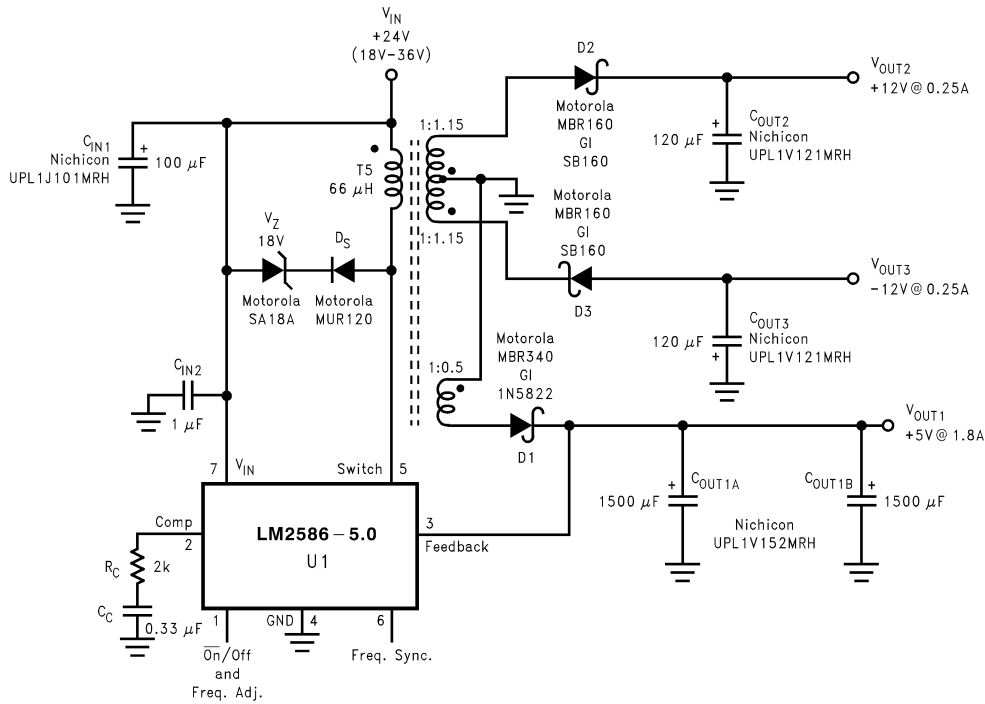 VIN
+24V
(18V-36V)
D2
VOUT2
+12V@ 0.25A
Motorola
MBR160
GI
SB160
1:1.15
CIN1
Nichicon
UPL1J101MRH
+
100 µF
T5
66 µH
120 µF
+
COUT2
Nichicon
UPL1V121MRH
Motorola
MBR160
GI
SB160
1:1.15
VZ
18V
DS
Motorola
SA18A
Motorola
MUR120
D3
VOUT3
-12V@ 0.25A
120 µF
+
COUT3
Nichicon
UPL1V121MRH
Motorola
MBR340
GI
1N5822
1:0.5
CIN2
1 µF
D1
VOUT1
+5V@ 1.8A
7
VIN
Switch
5
1500 µF
+
COUT1A
COUT1B
+
1500 µF
Nichicon
UPL1V152MRH
Comp
2
LM2586-5.0
U1
3
Feedback
RC
2k
CC
0.33 µF
1
GND
4
6
On/Off
and
Freq. Adj.
Freq. Sync.